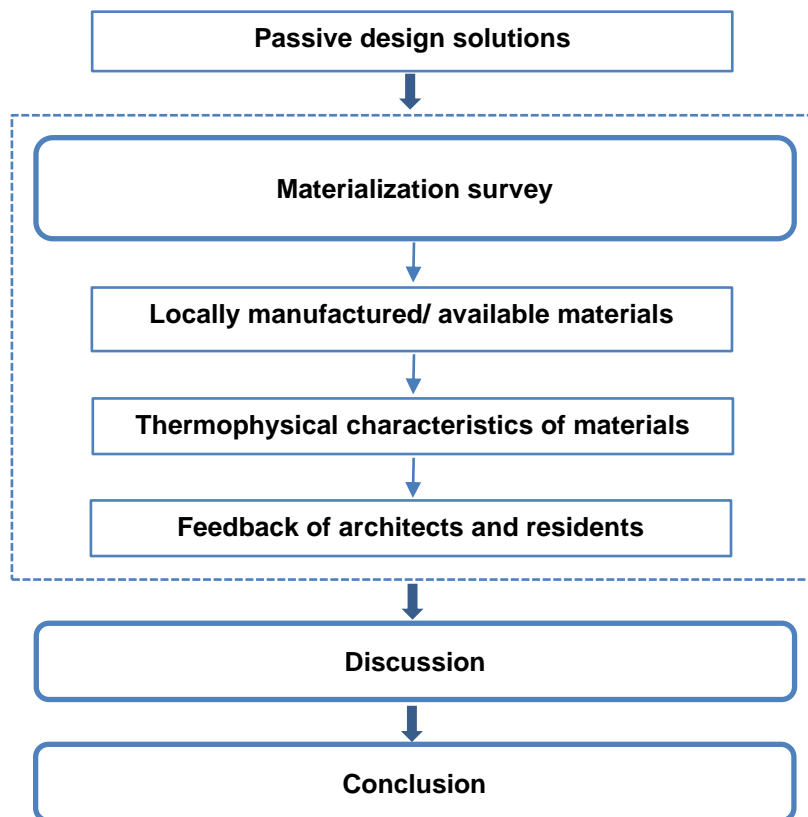 Passive design solutions
Materialization survey
Locally manufactured/ available materials
Thermophysical characteristics of materials
Feedback of architects and residents
Discussion
Conclusion